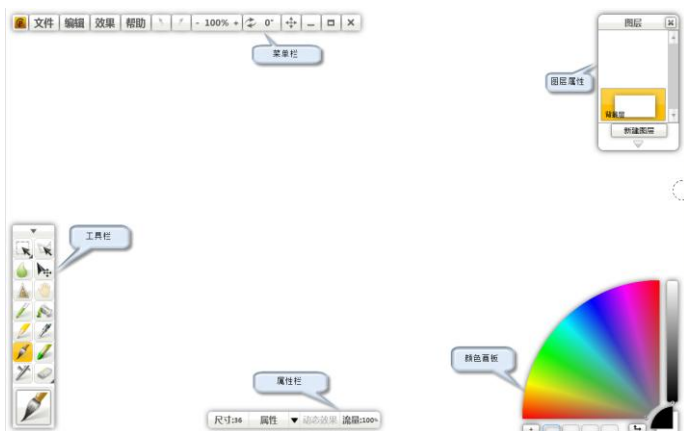 文件 编辑 效果 帮助 - 100% + 0°
菜单栏
图层
图层属性
背景层
新建图层
工具栏
颜色面板
属性栏
尺寸:36 属性 动态效果 流量:100%